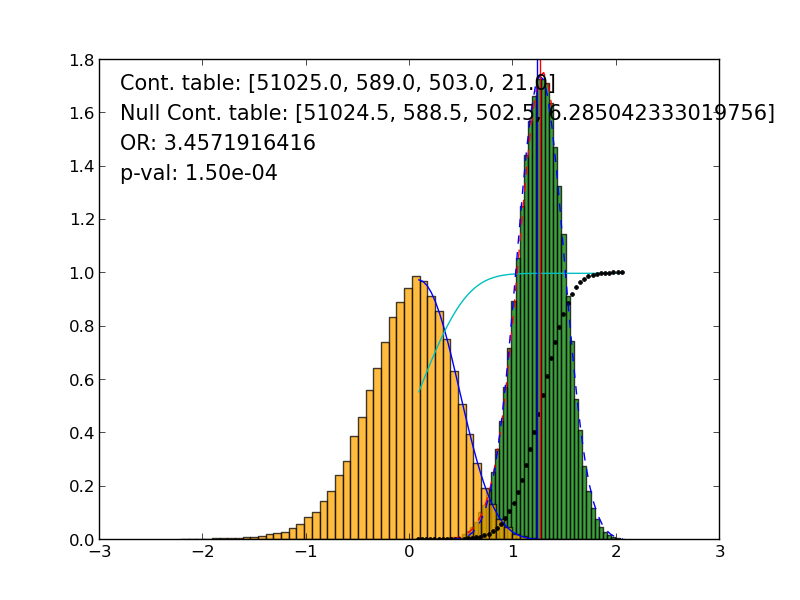 Cont. table: [51025.0, 589.0, 503.0, 21.0]
Null Cont. table: [51024.5, 588.5, 502.5, 6.285042333019756]
OR: 3.4571916416
p-val: 1.50e-04
1.8
1.6
1.4
1.2
1.0
0.8
0.6
0.4
0.2
0.0
−3 −2 −1 0 1 2 3